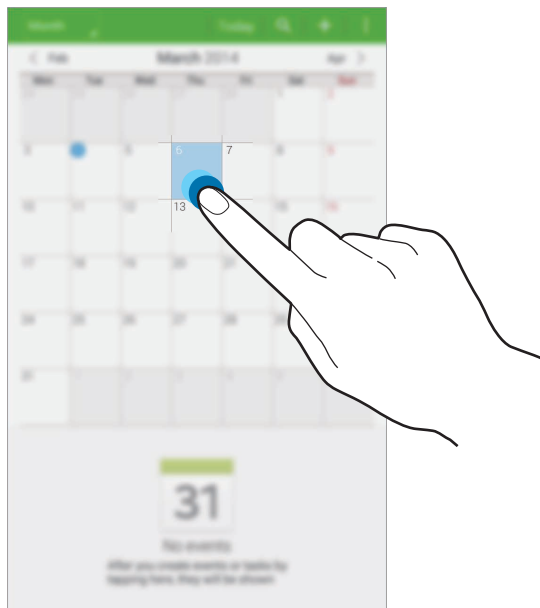 Month Today
Feb March 2014 Apr
Mon Tue Wed Thu Fri Sat Sun
1 2
3 5 6 7 8 9
10 11 12 13 15 16
17 18 19 20 21
24 25 26 27 28
31
No events
After you create events or tasks by
tapping here, they will be shown